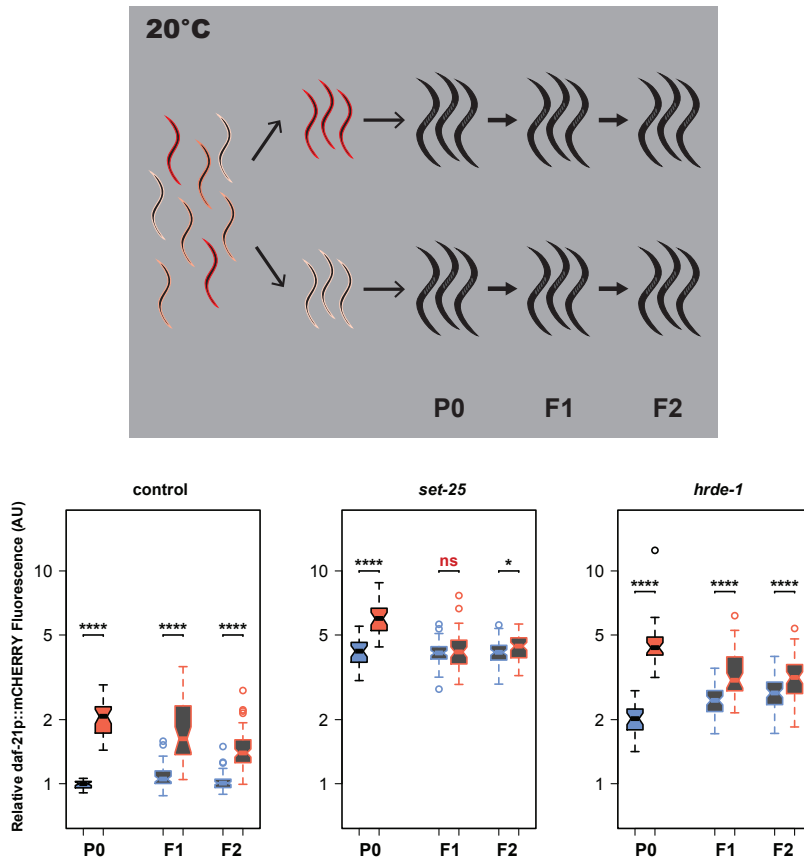 20°C
P0 F1 F2
control set-25 hrde-1
Relative daf-21p::mCHERRY Fluorescence (AU)
10 10 10
5 5 5
2 2 2
1 1 1
**** **** ****
**** ns *
**** **** ****
P0 F1 F2 P0 F1 F2 P0 F1 F2